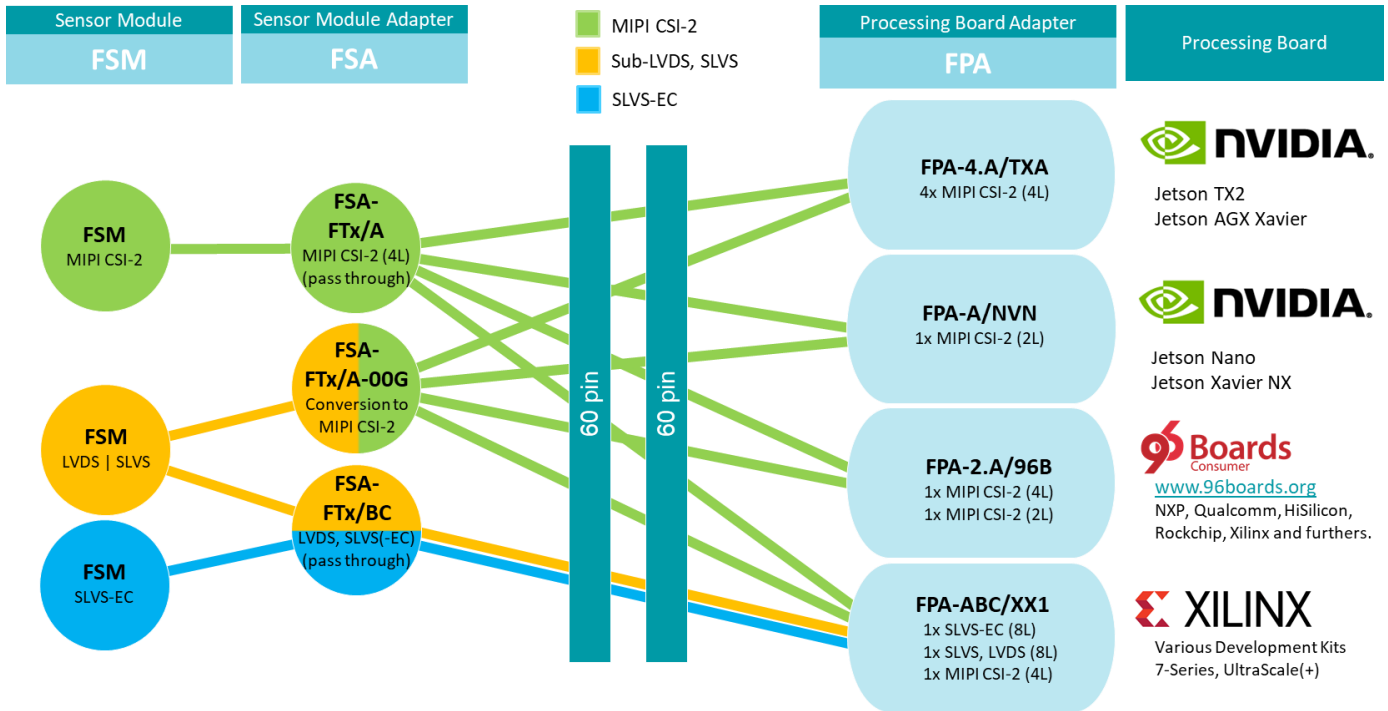 Sensor Module
FSM
Sensor Module Adapter
FSA
MIPI CSI-2
Sub-LVDS, SLVS
SLVS-EC
Processing Board Adapter
FPA
Processing Board
FSM
MIPI CSI-2
FSM
LVDS | SLVS
FSM
SLVS-EC
FSA-
FTx/A
MIPI CSI-2 (4L)
(pass through)
FSA-
FTx/A-00G
Conversion to
MIPI CSI-2
FSA-
FTx/BC
LVDS, SLVS(-EC)
(pass through)
60 pin
60 pin
FPA-4.A/TXA
4x MIPI CSI-2 (4L)
FPA-A/NVN
1x MIPI CSI-2 (2L)
FPA-2.A/96B
1x MIPI CSI-2 (4L)
1x MIPI CSI-2 (2L)
FPA-ABC/XX1
1x SLVS-EC (8L)
1x SLVS, LVDS (8L)
1x MIPI CSI-2 (4L)
NVIDIA.
Jetson TX2
Jetson AGX Xavier
NVIDIA.
Jetson Nano
Jetson Xavier NX
96Boards
Consumer
www.96boards.org
NXP, Qualcomm, HiSilicon,
Rockchip, Xilinx and furthers.
XILINX
Various Development Kits
7-Series, UltraScale(+)